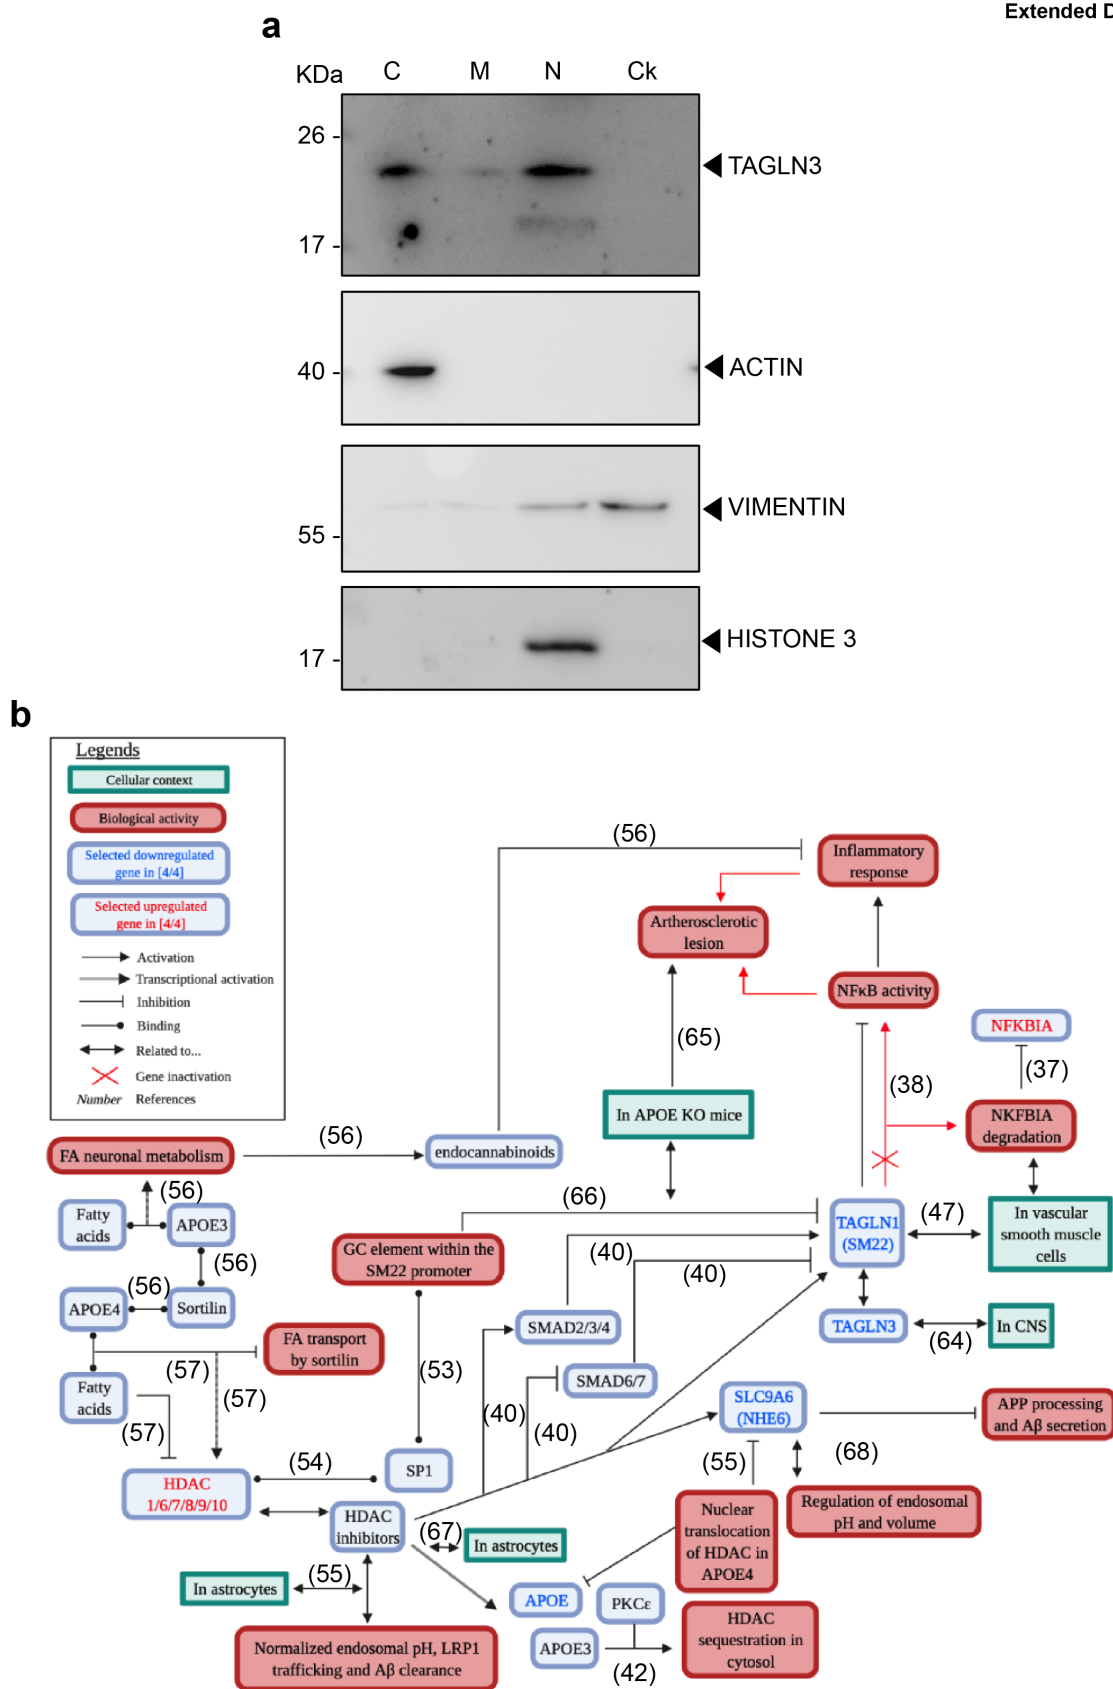 Extended D
a
KDa C M N Ck
26 -
TAGLN3
17 -
40 -
ACTIN
VIMENTIN
55 -
HISTONE 3
17 -
b
Legends
Cellular context
Biological activity
Selected downregulated
gene in [4/4]
Selected upregulated
gene in [4/4]
Activation
Transcriptional activation
Inhibition
Binding
Related to...
Gene inactivation
Number References
(56)
Inflammatory
response
Artherosclerotic
lesion
NFκB activity
NFKBIA
(65)
(38)
(37)
In APOE KO mice
NKFBIA
degradation
FA neuronal metabolism
(56)
endocannabinoids
(56)
(66)
Fatty
acids
APOE3
TAGLN1
(SM22)
(47)
In vascular
smooth muscle
cells
GC element within the
SM22 promoter
(40)
(40)
(56)
(56)
APOE4
Sortilin
SMAD2/3/4
TAGLN3
(64)
In CNS
FA transport
by sortilin
(57)
(57)
(53)
SMAD6/7
Fatty
acids
SLC9A6
(NHE6)
APP processing
and Aβ secretion
(57)
(40)
(40)
(54)
SP1
(55)
(68)
HDAC
1/6/7/8/9/10
HDAC
inhibitors
Nuclear
translocation
of HDAC in
APOE4
Regulation of endosomal
pH and volume
(67)
In astrocytes
In astrocytes
(55)
APOE
PKCε
APOE3
(42)
HDAC
sequestration in
cytosol
Normalized endosomal pH, LRP1
trafficking and Aβ clearance